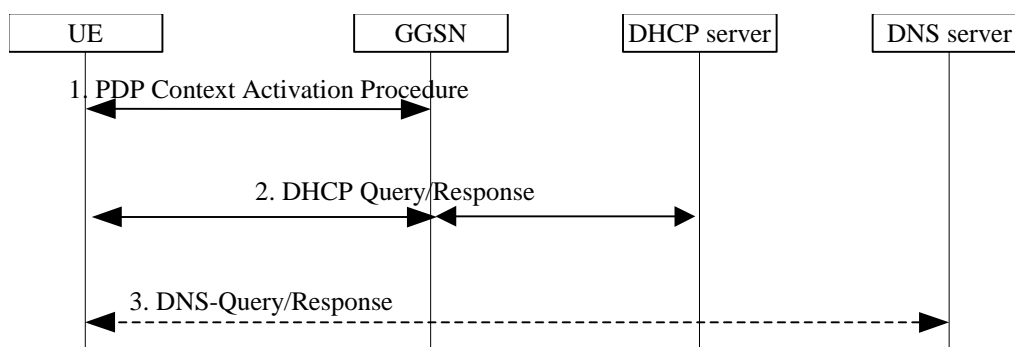 UE
GGSN
DHCP server
DNS server
1. PDP Context Activation Procedure
2. DHCP Query/Response
3. DNS-Query/Response